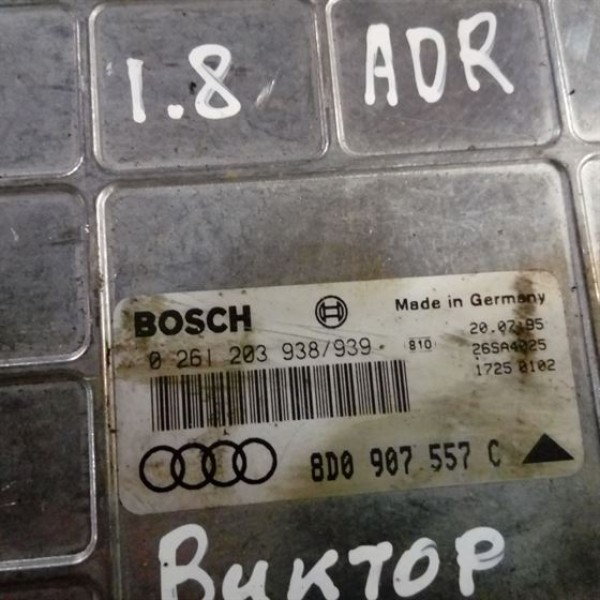 1.8 ADR
BOSCH
Made in Germany
0 261 203 938/939
810
20.07.95
26SA4025
1725 0102
8D0 907 557 C
Виктор